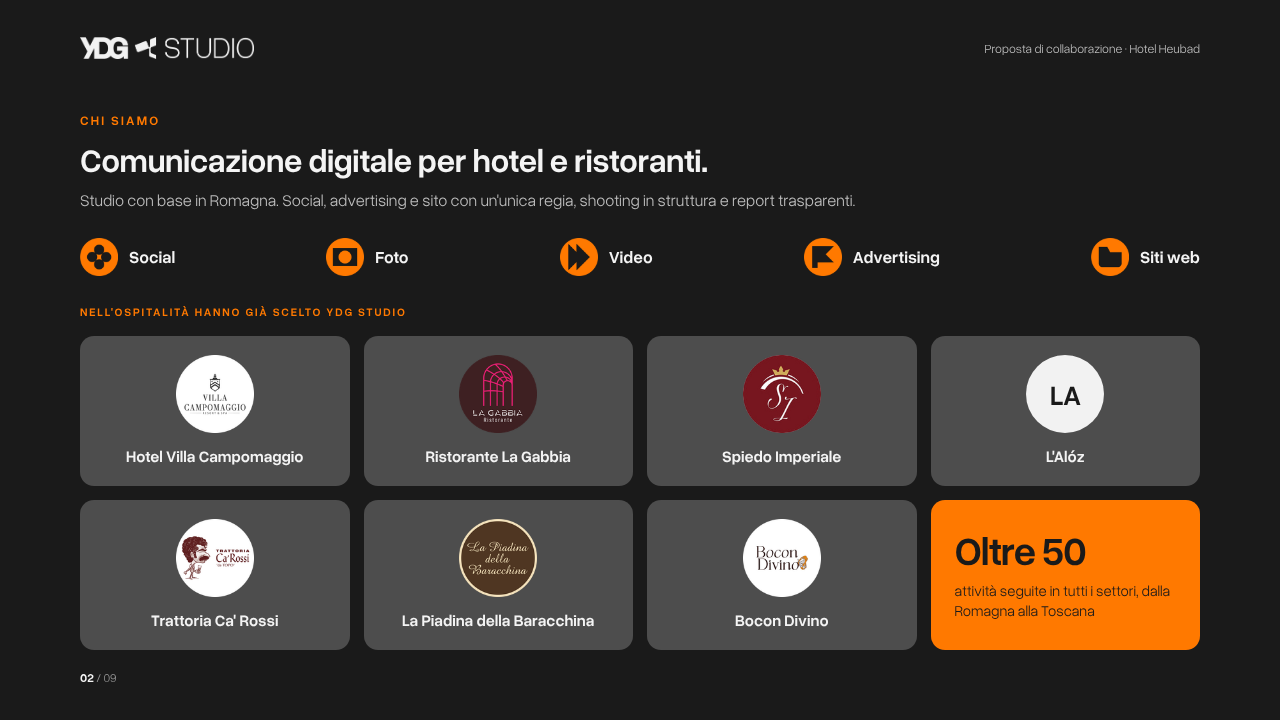 YDG STUDIO
Proposta di collaborazione · Hotel Heubad
CHI SIAMO
Comunicazione digitale per hotel e ristoranti.
Studio con base in Romagna. Social, advertising e sito con un'unica regia, shooting in struttura e report trasparenti.
Social
Foto
Video
Advertising
Siti web
NELL'OSPITALITÀ HANNO GIÀ SCELTO YDG STUDIO
VILLA
CAMPOMAGGIO
Hotel Villa Campomaggio
LA GABBIA
Ristorante
Ristorante La Gabbia
SI
Spiedo Imperiale
LA
L'Alóz
TRATTORIA
Ca'Rossi
Trattoria Ca' Rossi
La Piadina
della
Baracchina
La Piadina della Baracchina
Bocon
Divino
Bocon Divino
Oltre 50
attività seguite in tutti i settori, dalla
Romagna alla Toscana
02 / 09